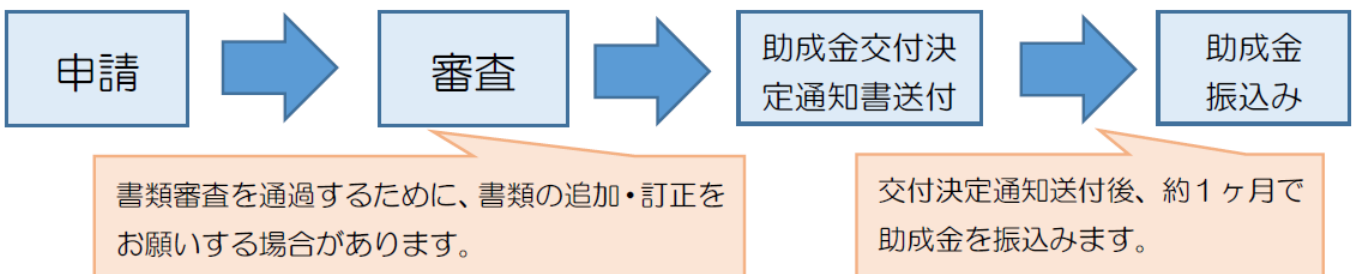 申請
審査
助成金交付決
定通知書送付
助成金
振込み
書類審査を通過するために、書類の追加・訂正を
お願いする場合があります。
交付決定通知送付後、約１ヶ月で
助成金を振込みます。